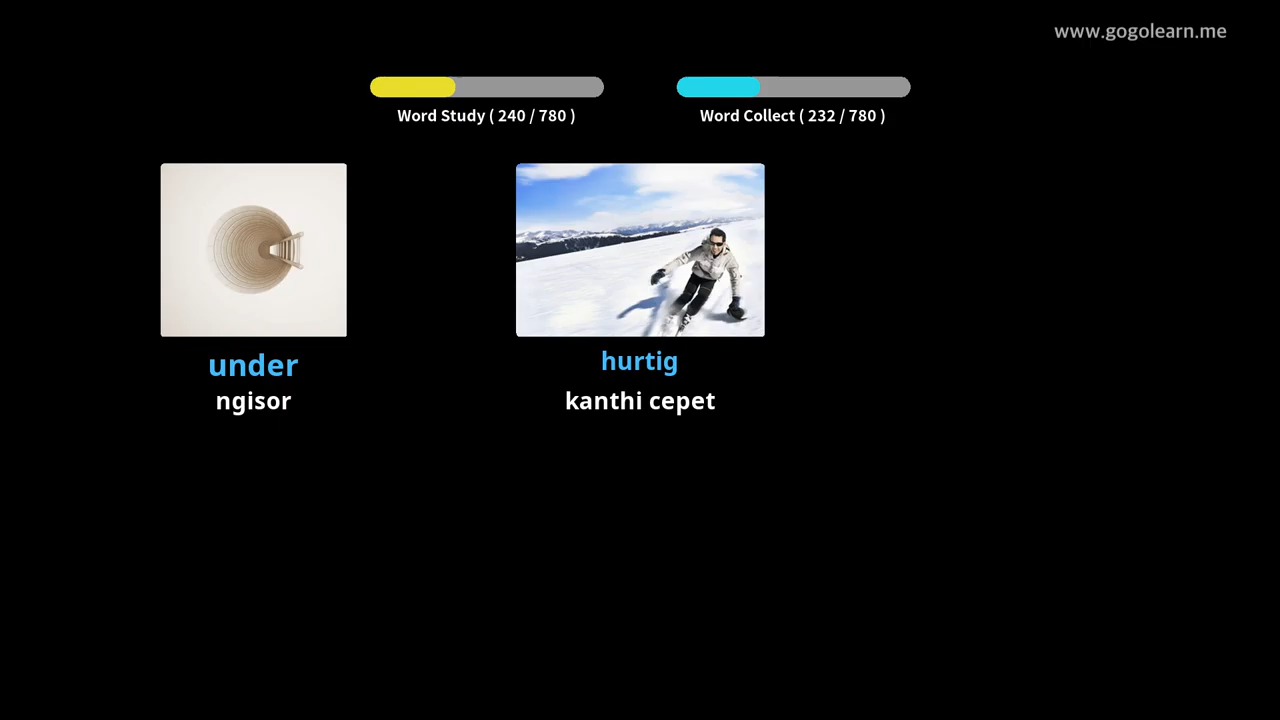 www.gogolearn.me
Word Study ( 240 / 780 )
Word Collect ( 232 / 780 )
under
ngisor
hurtig
kanthi cepet